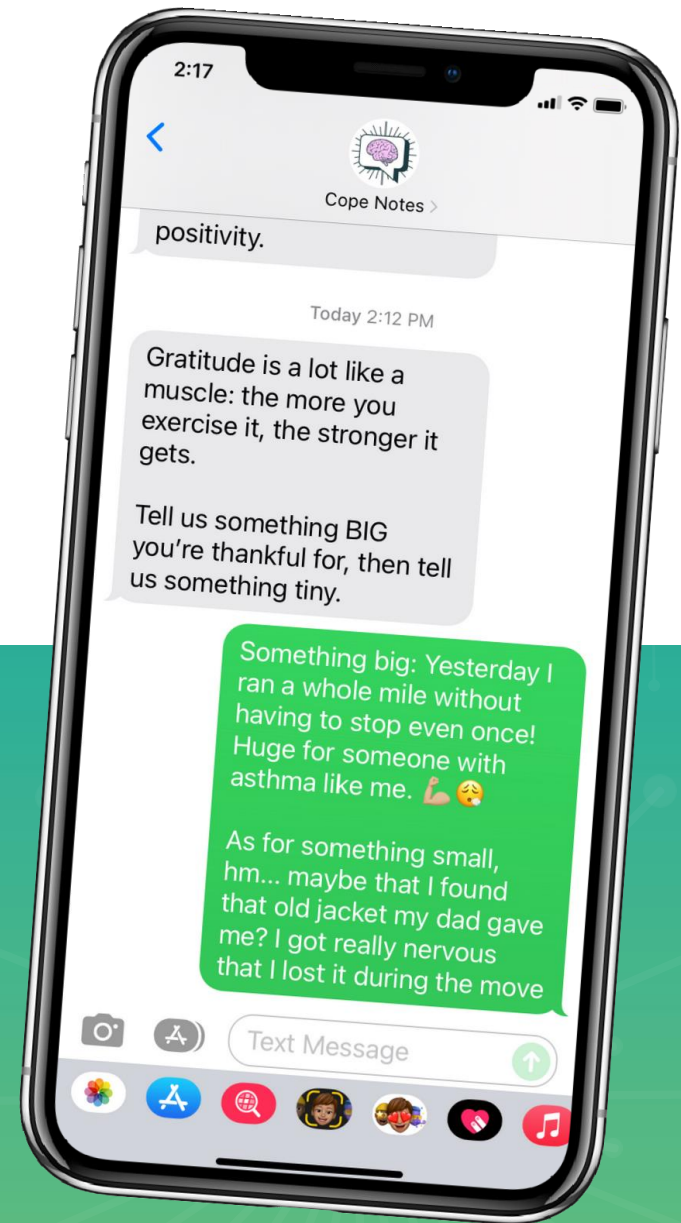 2:17
Cope Notes >
positivity.
Today 2:12 PM
Gratitude is a lot like a
muscle: the more you
exercise it, the stronger it
gets.
Tell us something BIG
you're thankful for, then tell
us something tiny.
Something big: Yesterday I
ran a whole mile without
having to stop even once!
Huge for someone with
asthma like me. 💪🏼😮‍💨
As for something small,
hm... maybe that I found
that old jacket my dad gave
me? I got really nervous
that I lost it during the move
Text Message